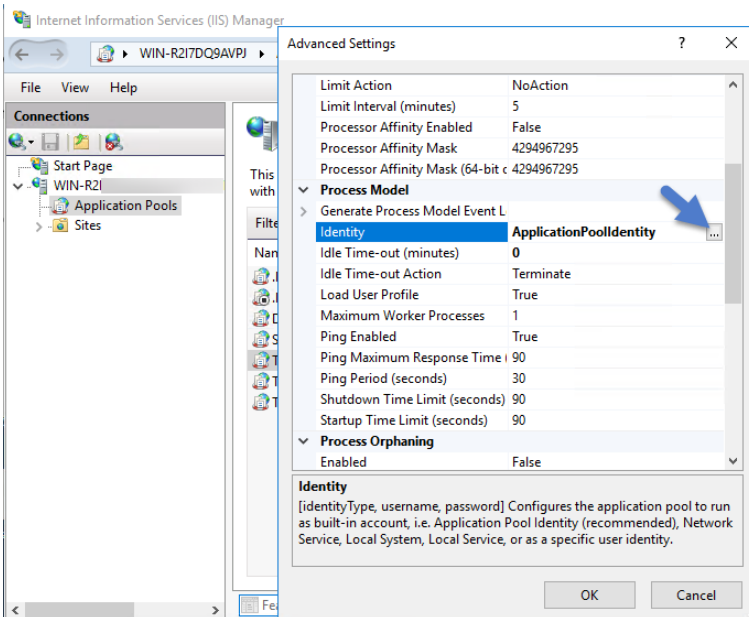 Internet Information Services (IIS) Manager
WIN-R2I7DQ9AVPJ
File View Help
Connections
Start Page
WIN-R2I
Application Pools
Sites
This
with
Filte
Nan
Fea
Advanced Settings
Limit Action NoAction
Limit Interval (minutes) 5
Processor Affinity Enabled False
Processor Affinity Mask 4294967295
Processor Affinity Mask (64-bit c 4294967295
Process Model
Generate Process Model Event L
Identity ApplicationPoolIdentity ...
Idle Time-out (minutes) 0
Idle Time-out Action Terminate
Load User Profile True
Maximum Worker Processes 1
Ping Enabled True
Ping Maximum Response Time ( 90
Ping Period (seconds) 30
Shutdown Time Limit (seconds) 90
Startup Time Limit (seconds) 90
Process Orphaning
Enabled False
Identity
[identityType, username, password] Configures the application pool to run
as built-in account, i.e. Application Pool Identity (recommended), Network
Service, Local System, Local Service, or as a specific user identity.
OK Cancel